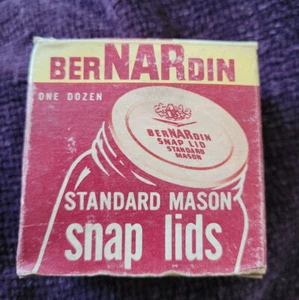 BERNARDIN
ONE DOZEN
BERNARDIN
SNAP LID
STANDARD
MASON
STANDARD MASON
snap lids